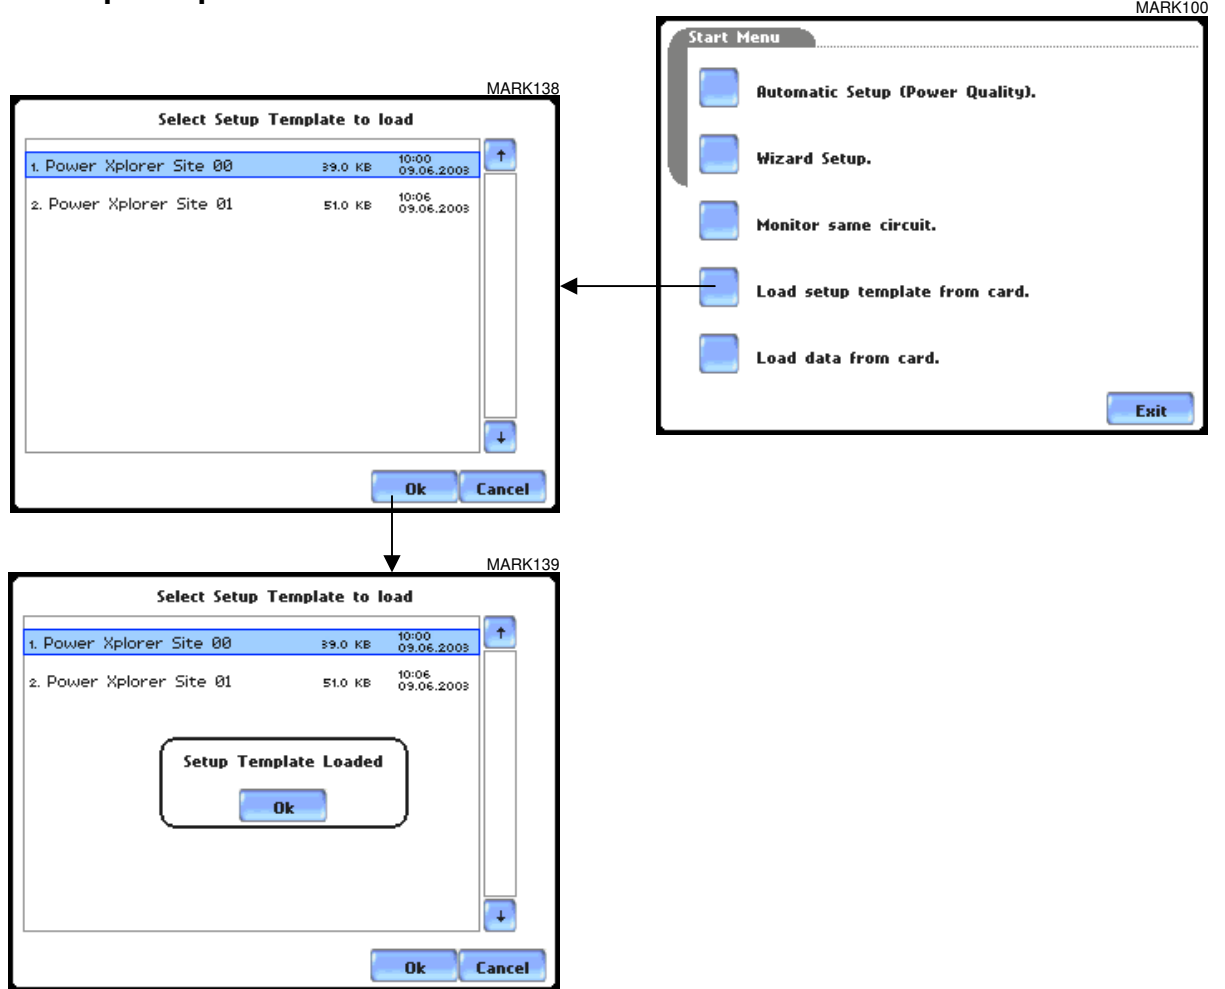 MARK100
Start Menu
Automatic Setup (Power Quality).
Wizard Setup.
Monitor same circuit.
Load setup template from card.
Load data from card.
Exit
MARK138
Select Setup Template to load
1. Power Xplorer Site 00 39.0 KB 10:00 09.06.2003
2. Power Xplorer Site 01 51.0 KB 10:06 09.06.2003
Ok Cancel
MARK139
Select Setup Template to load
1. Power Xplorer Site 00 39.0 KB 10:00 09.06.2003
2. Power Xplorer Site 01 51.0 KB 10:06 09.06.2003
Setup Template Loaded
Ok
Ok Cancel